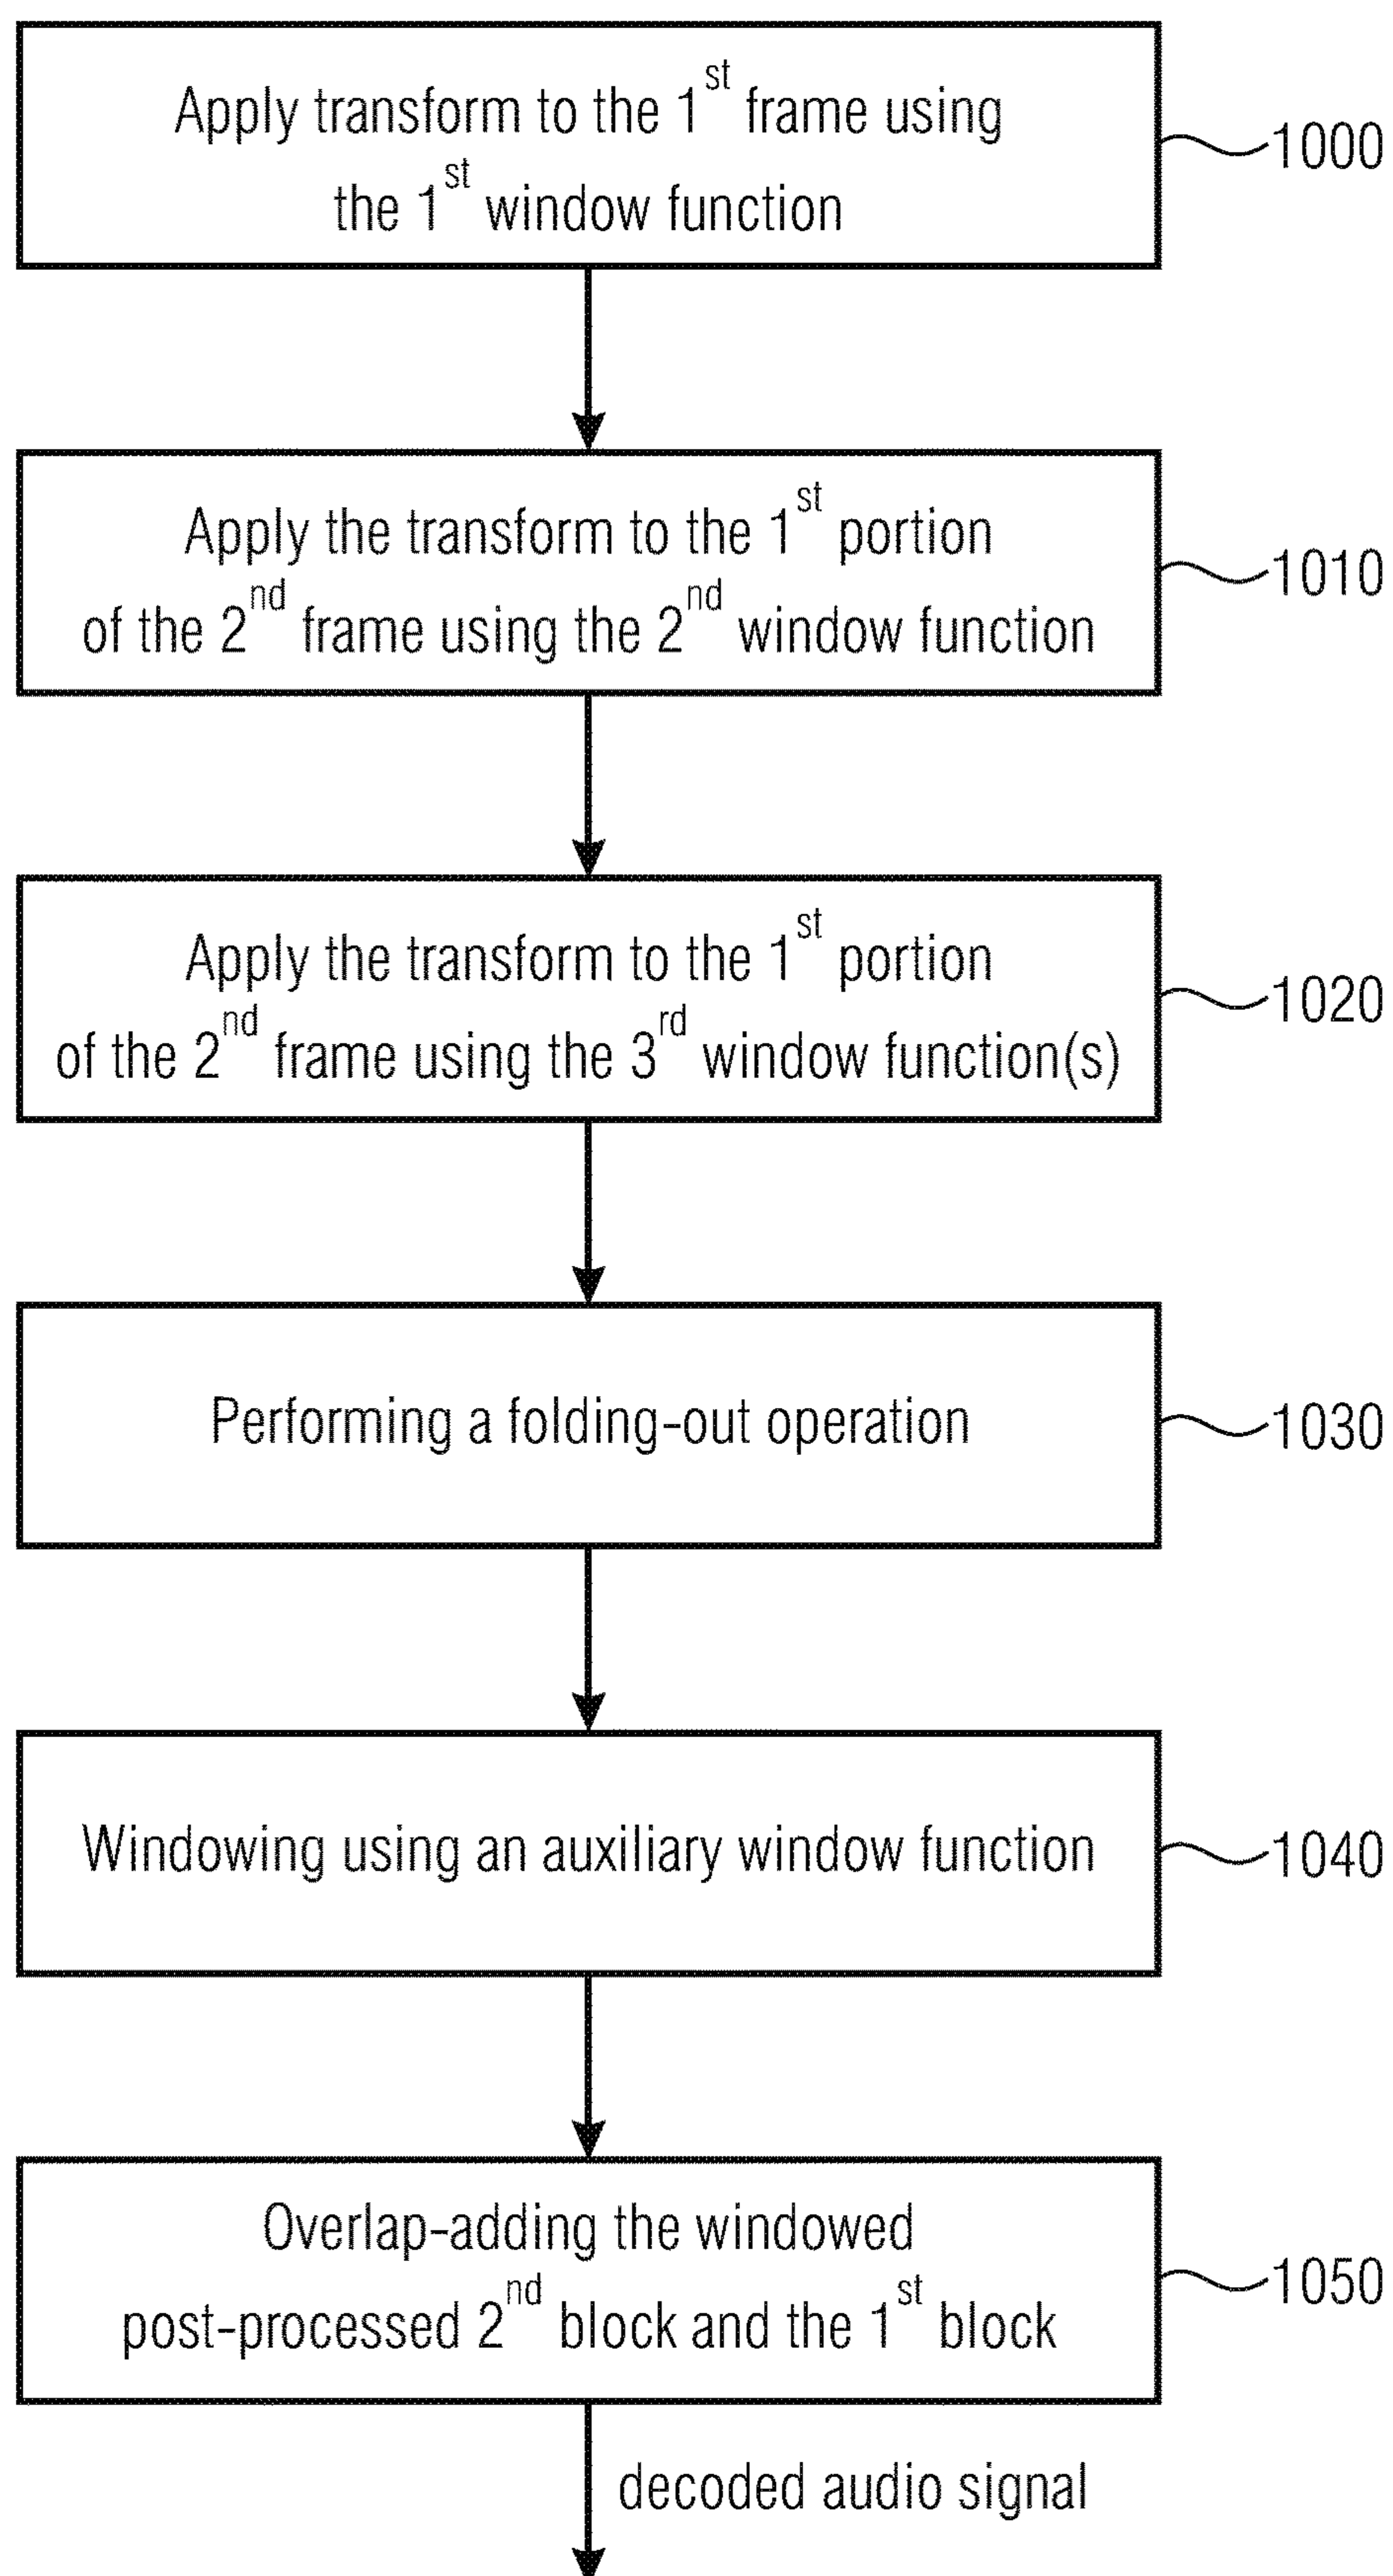 Apply transform to the 1st frame using
the 1st window function
1000
Apply the transform to the 1st portion
of the 2nd frame using the 2nd window function
1010
Apply the transform to the 1st portion
of the 2nd frame using the 3rd window function(s)
1020
Performing a folding-out operation
1030
Windowing using an auxiliary window function
1040
Overlap-adding the windowed
post-processed 2nd block and the 1st block
1050
decoded audio signal